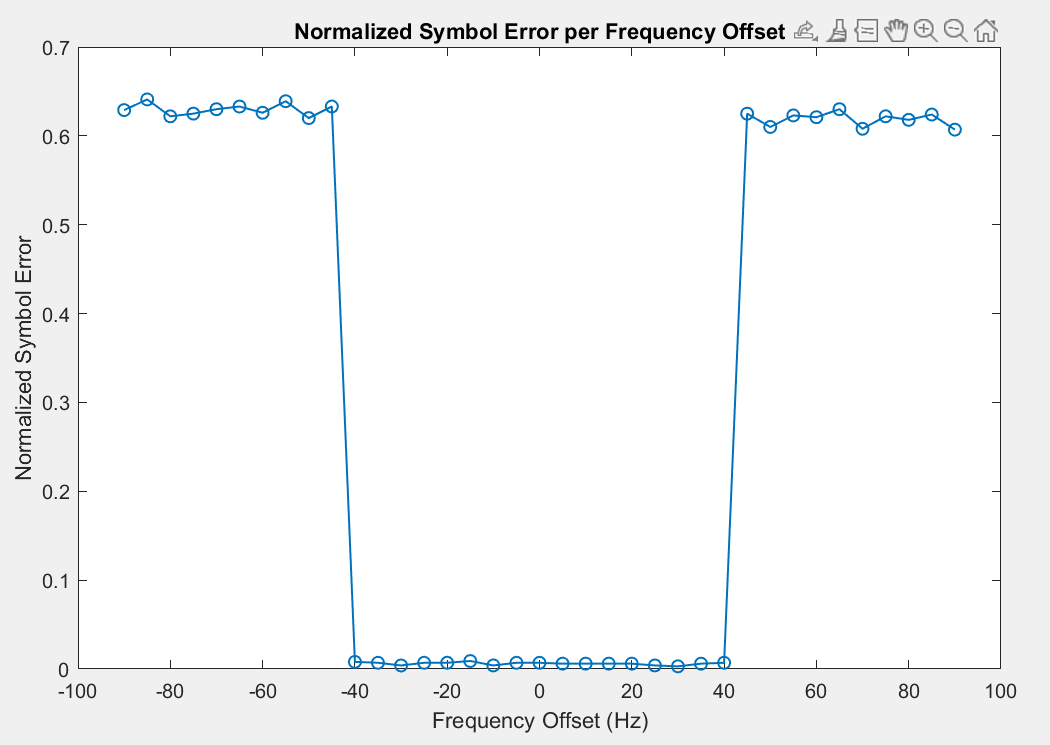 Normalized Symbol Error per Frequency Offset
0.7
0.6
0.5
0.4
0.3
0.2
0.1
0
Normalized Symbol Error
-100 -80 -60 -40 -20 0 20 40 60 80 100
Frequency Offset (Hz)